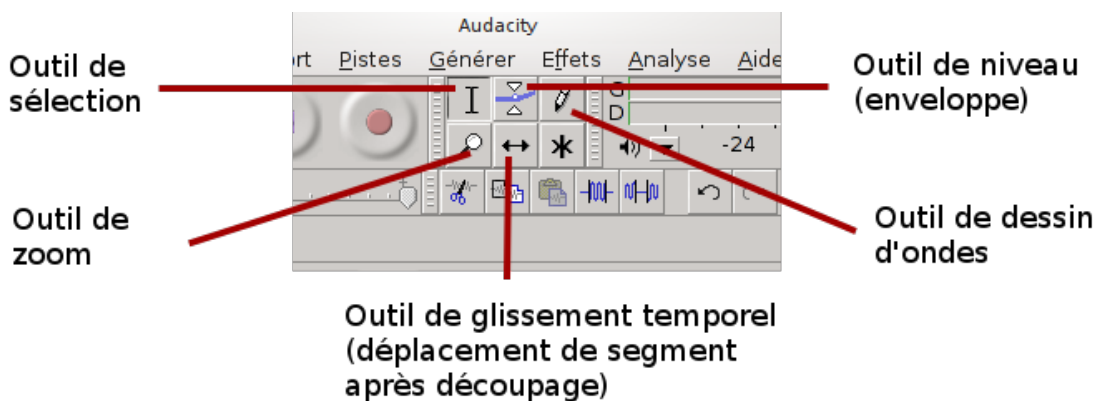 Audacity
rt Pistes Générer Effets Analyse Aide
Outil de
sélection
Outil de niveau
(enveloppe)
G
D
-24
Outil de
zoom
Outil de dessin
d'ondes
Outil de glissement temporel
(déplacement de segment
après découpage)